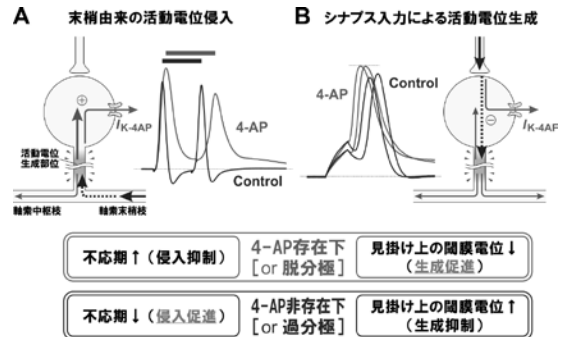 A 末梢由来の活動電位侵入
B シナプス入力による活動電位生成
⊕
I K-4AP
4-AP
Control
活動電位
生成部位
軸索中枢枝
軸索末梢枝
4-AP
Control
⊖
I K-4AP
不応期↑(侵入抑制)
4-AP存在下
[or 脱分極]
見掛け上の閾膜電位↓
(生成促進)
不応期↓(侵入促進)
4-AP非存在下
[or 過分極]
見掛け上の閾膜電位↑
(生成抑制)